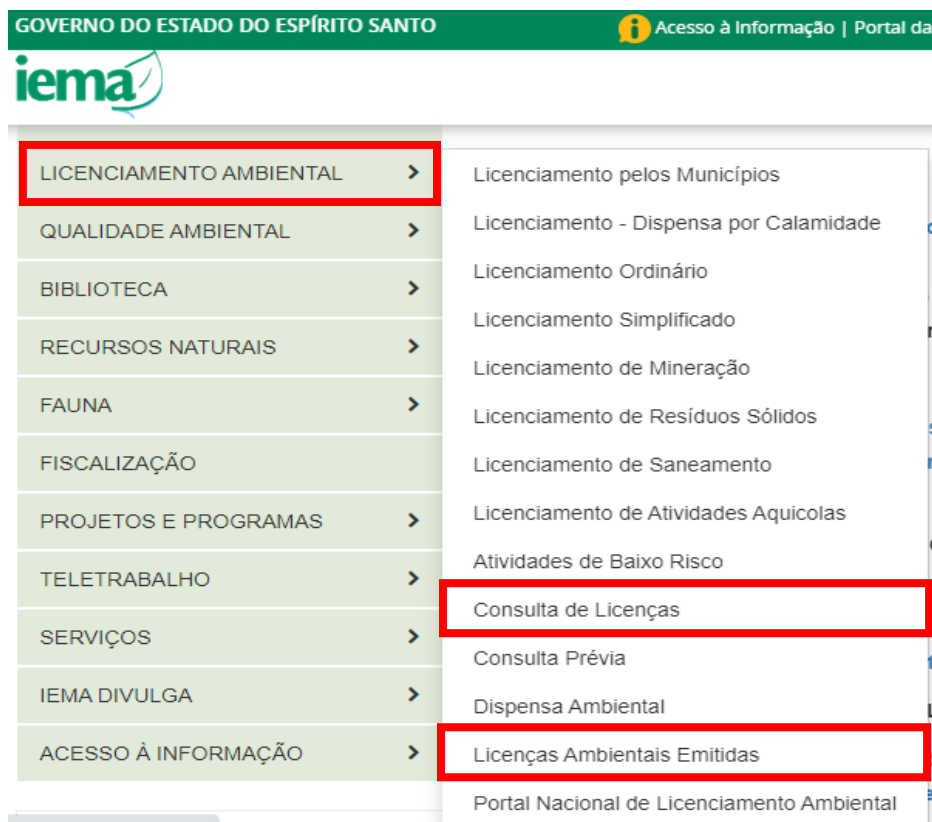 GOVERNO DO ESTADO DO ESPÍRITO SANTO
Acesso à Informação | Portal da
iema
LICENCIAMENTO AMBIENTAL
QUALIDADE AMBIENTAL
BIBLIOTECA
RECURSOS NATURAIS
FAUNA
FISCALIZAÇÃO
PROJETOS E PROGRAMAS
TELETRABALHO
SERVIÇOS
IEMA DIVULGA
ACESSO À INFORMAÇÃO
Licenciamento pelos Municípios
Licenciamento - Dispensa por Calamidade
Licenciamento Ordinário
Licenciamento Simplificado
Licenciamento de Mineração
Licenciamento de Resíduos Sólidos
Licenciamento de Saneamento
Licenciamento de Atividades Aquicolas
Atividades de Baixo Risco
Consulta de Licenças
Consulta Prévia
Dispensa Ambiental
Licenças Ambientais Emitidas
Portal Nacional de Licenciamento Ambiental